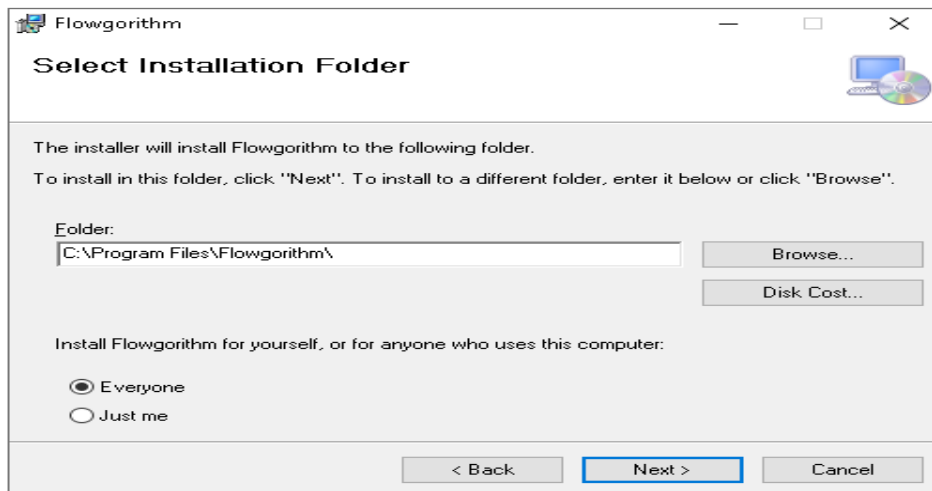 Flowgorithm
Select Installation Folder
The installer will install Flowgorithm to the following folder.
To install in this folder, click "Next". To install to a different folder, enter it below or click "Browse".
Folder:
C:\Program Files\Flowgorithm\
Browse...
Disk Cost...
Install Flowgorithm for yourself, or for anyone who uses this computer:
Everyone
Just me
< Back
Next >
Cancel